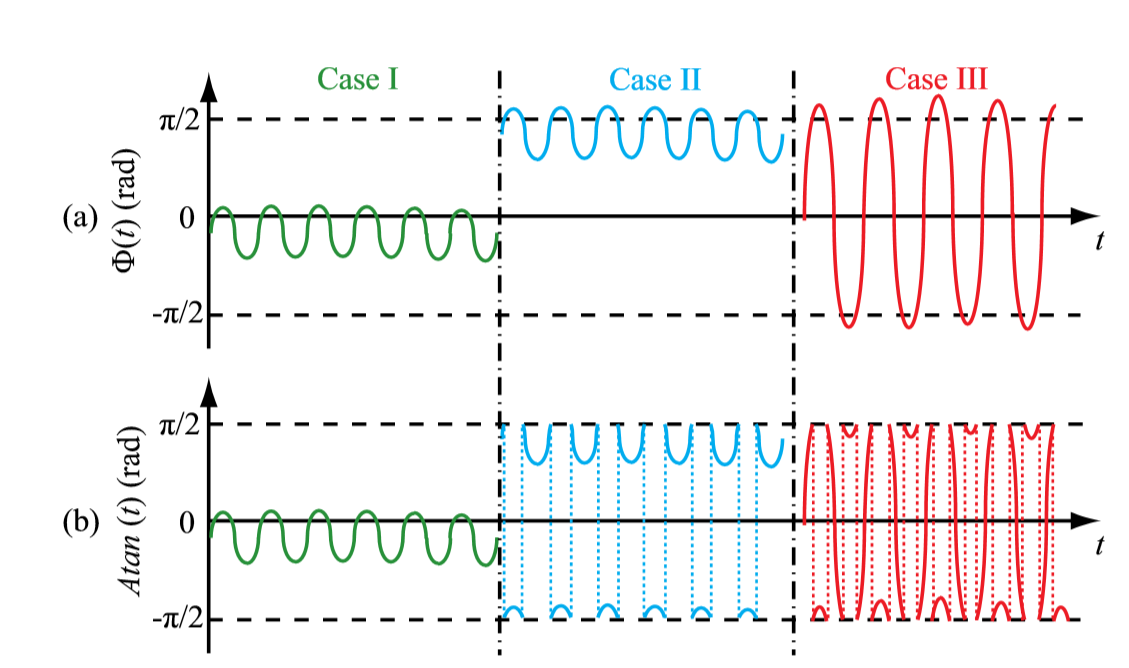 Case I
Case II
Case III
(a)
Φ(t) (rad)
π/2
0
-π/2
t
(b)
Atan (t) (rad)
π/2
0
-π/2
t